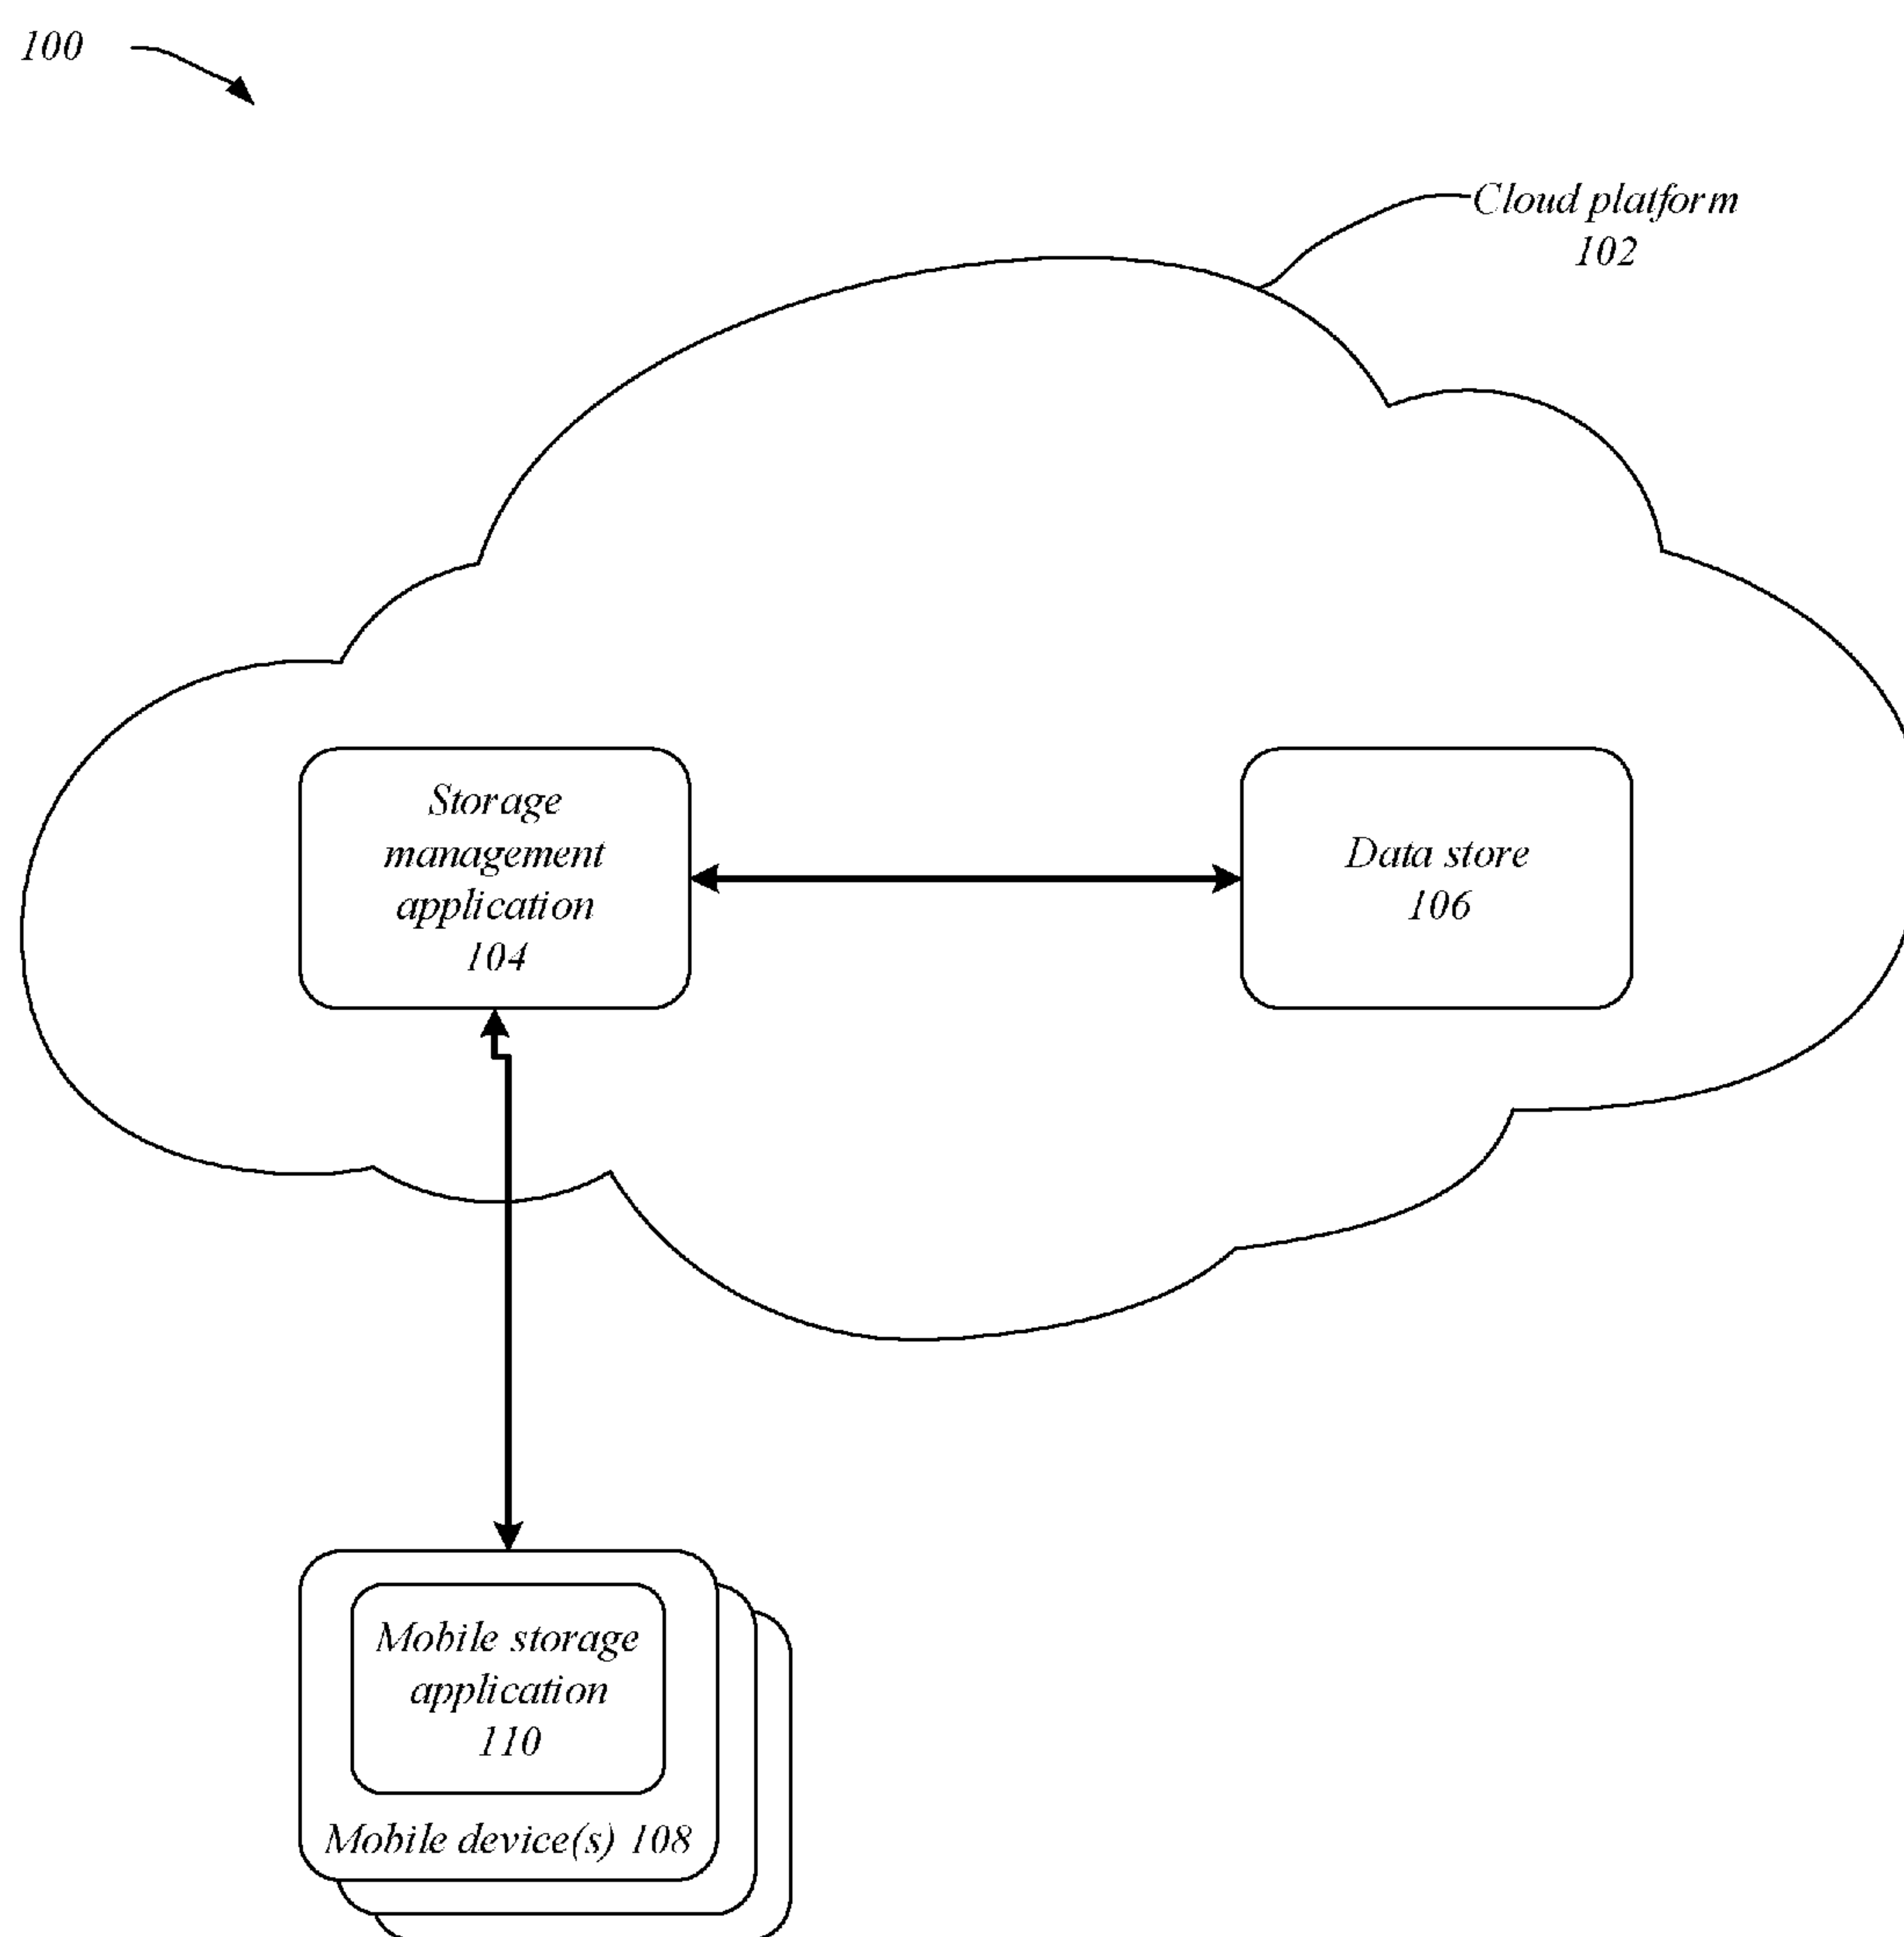 100
Cloud platform
102
Storage
management
application
104
Data store
106
Mobile storage
application
110
Mobile device(s) 108